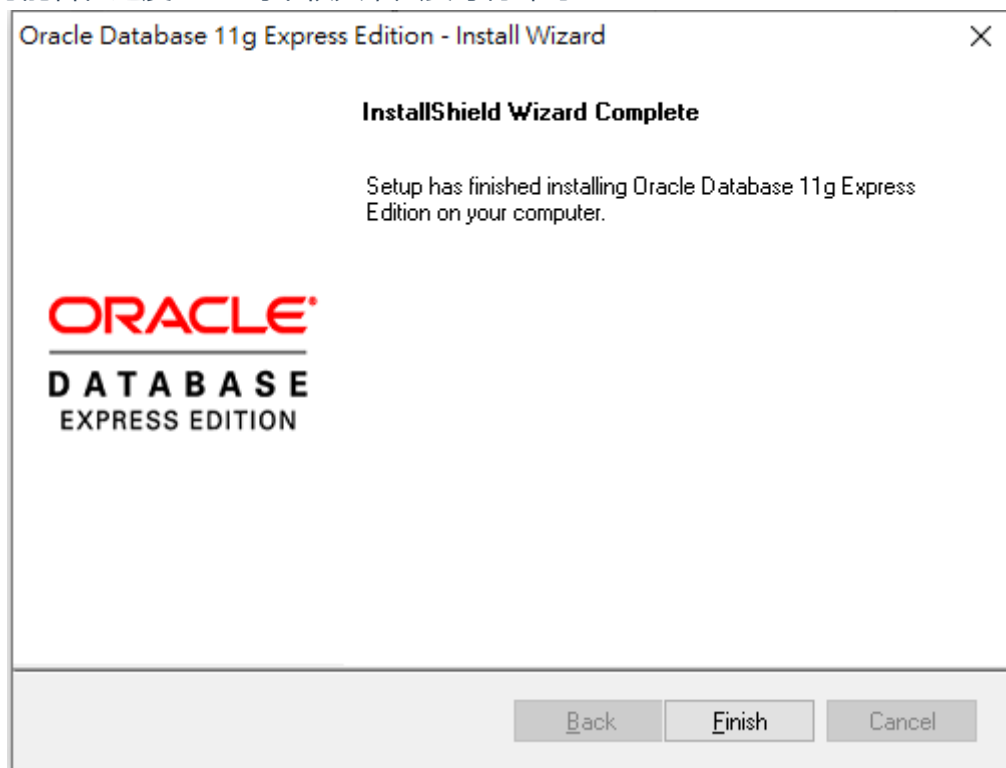 Oracle Database 11g Express Edition - Install Wizard
InstallShield Wizard Complete
Setup has finished installing Oracle Database 11g Express
Edition on your computer.
ORACLE
DATABASE
EXPRESS EDITION
Back
Finish
Cancel